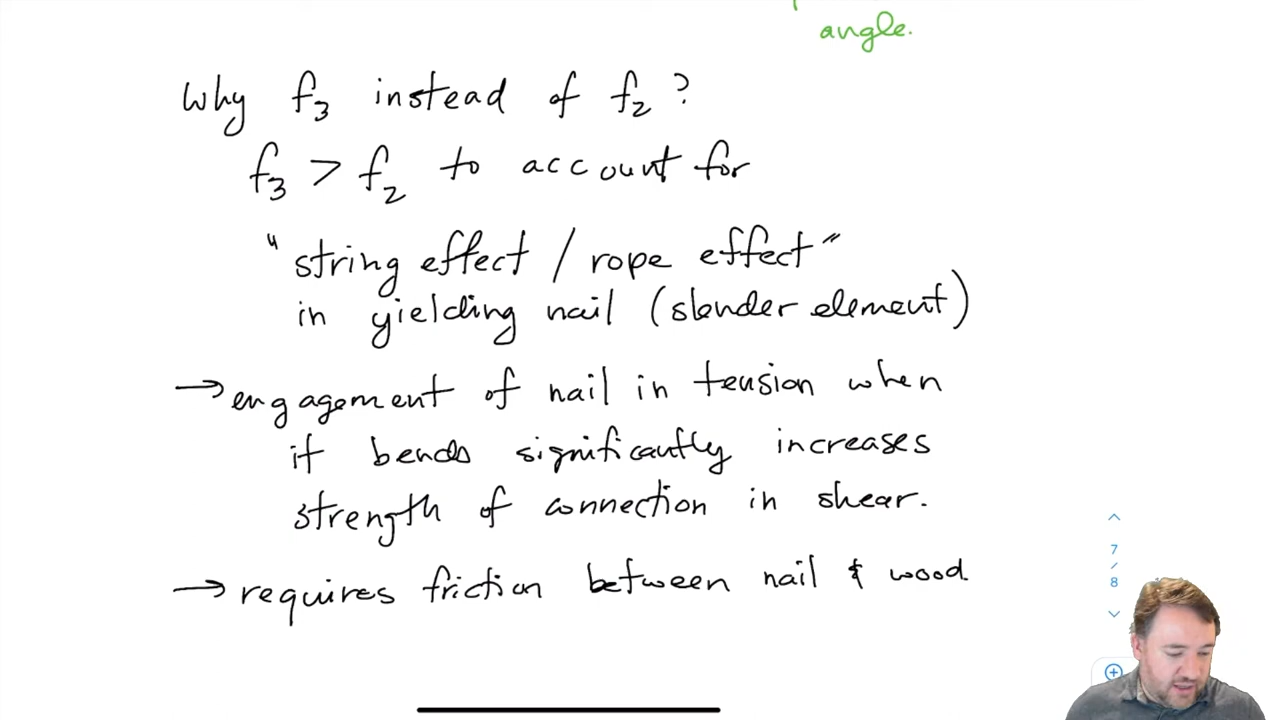 angle.
Why f₃ instead of f₂?
f₃ > f₂ to account for
"string effect / rope effect"
in yielding nail (slender element)
→ engagement of nail in tension when
it bends significantly increases
strength of connection in shear.
→ requires friction between nail & wood
7
/
8